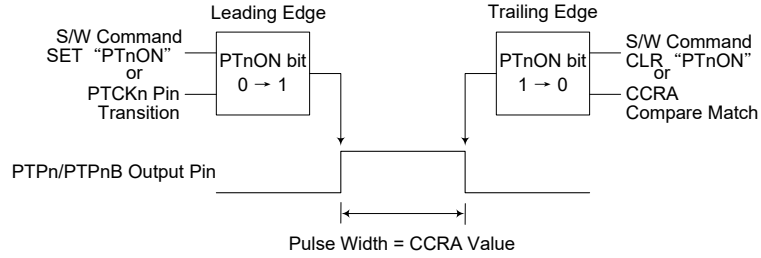 Leading Edge
S/W Command
SET “PTnON”
or
PTCKn Pin
Transition
PTnON bit
0 → 1
Trailing Edge
PTnON bit
1 → 0
S/W Command
CLR “PTnON”
or
CCRA
Compare Match
PTPn/PTPnB Output Pin
Pulse Width = CCRA Value